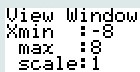 View Window
Xmin :-8
max :8
scale:1